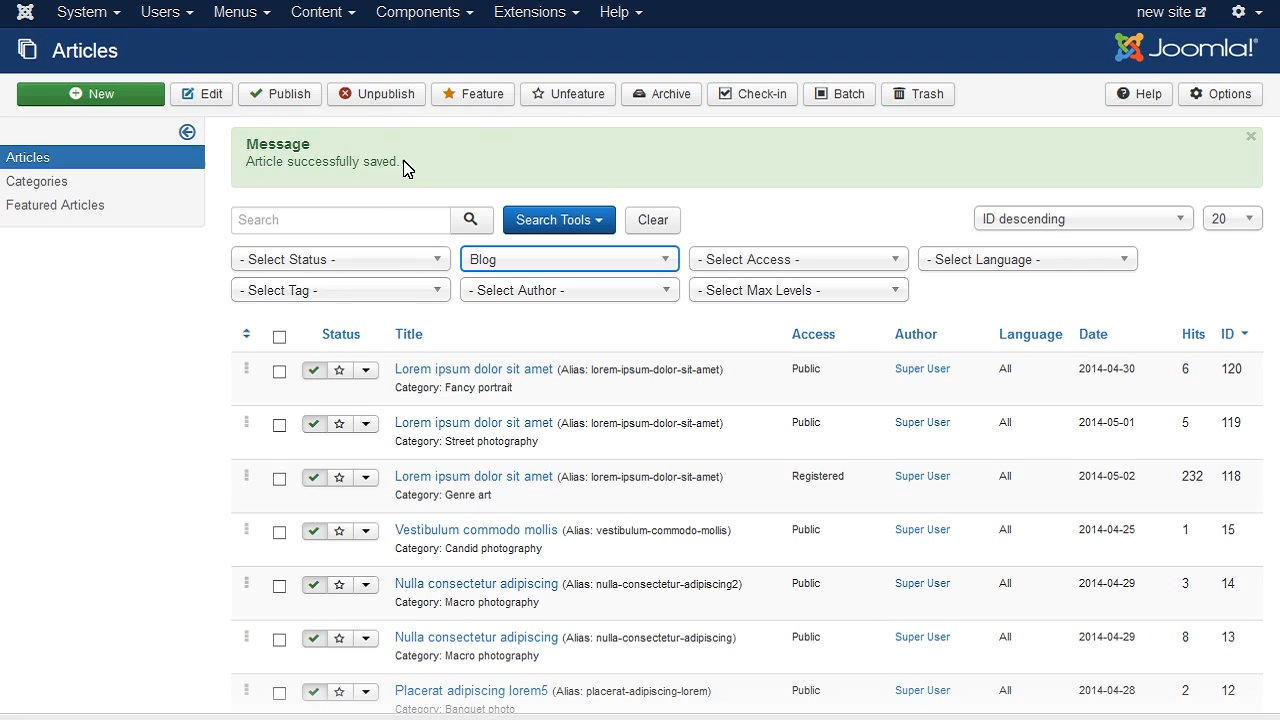 System Users Menus Content Components Extensions Help new site
Articles Joomla!
New Edit Publish Unpublish Feature Unfeature Archive Check-in Batch Trash Help Options
Articles
Categories
Featured Articles
Message
Article successfully saved.
Search Search Tools Clear ID descending 20
- Select Status - Blog - Select Access - - Select Language -
- Select Tag - - Select Author - - Select Max Levels -
Status Title Access Author Language Date Hits ID
Lorem ipsum dolor sit amet (Alias: lorem-ipsum-dolor-sit-amet) Public Super User All 2014-04-30 6 120
Category: Fancy portrait
Lorem ipsum dolor sit amet (Alias: lorem-ipsum-dolor-sit-amet) Public Super User All 2014-05-01 5 119
Category: Street photography
Lorem ipsum dolor sit amet (Alias: lorem-ipsum-dolor-sit-amet) Registered Super User All 2014-05-02 232 118
Category: Genre art
Vestibulum commodo mollis (Alias: vestibulum-commodo-mollis) Public Super User All 2014-04-25 1 15
Category: Candid photography
Nulla consectetur adipiscing (Alias: nulla-consectetur-adipiscing2) Public Super User All 2014-04-29 3 14
Category: Macro photography
Nulla consectetur adipiscing (Alias: nulla-consectetur-adipiscing) Public Super User All 2014-04-29 8 13
Category: Macro photography
Placerat adipiscing lorem5 (Alias: placerat-adipiscing-lorem) Public Super User All 2014-04-28 2 12
Category: Banquet photo